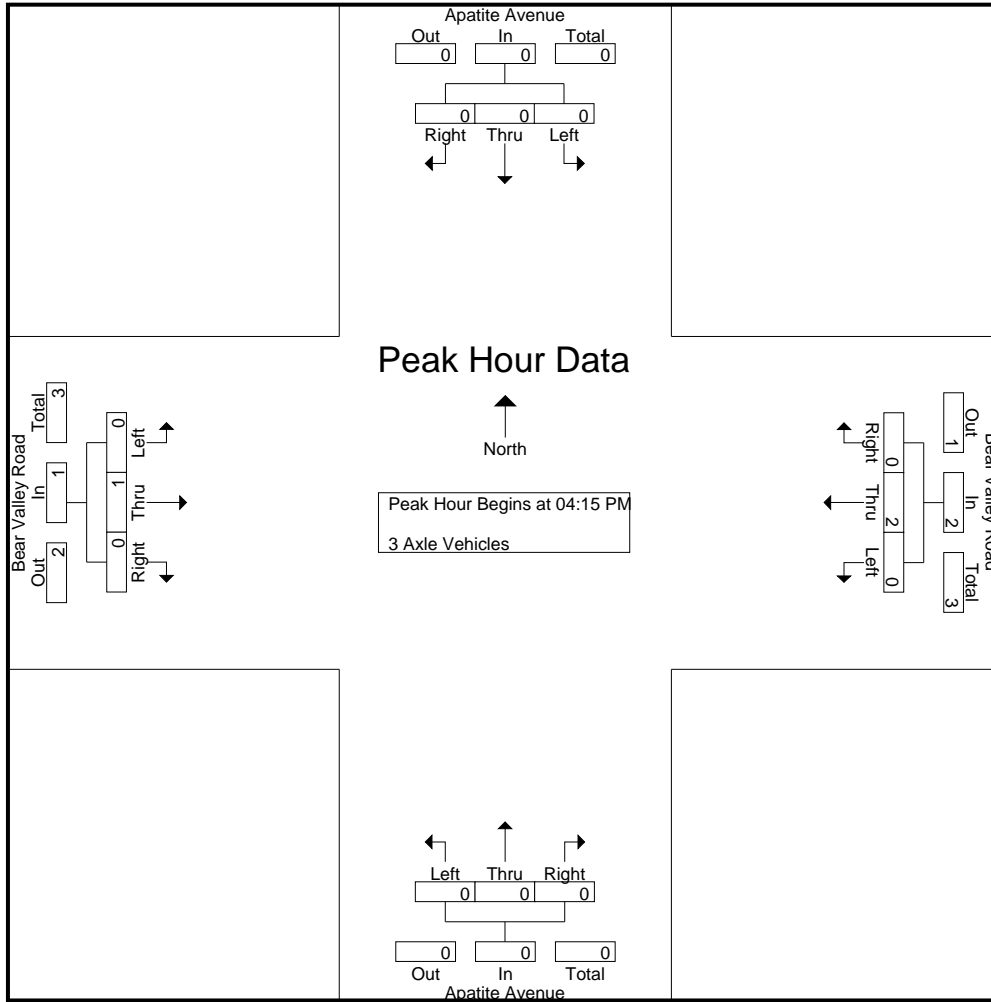 Apatite Avenue
Out In Total
0 0 0
0 0 0
Right Thru Left
Peak Hour Data
North
Peak Hour Begins at 04:15 PM
3 Axle Vehicles
Bear Valley Road
Out In Total
2 1 3
Left Thru Right
0 1 0
Bear Valley Road
Out In Total
1 2 3
Right Thru Left
0 2 0
Left Thru Right
0 0 0
0 0 0
Out In Total
Apatite Avenue